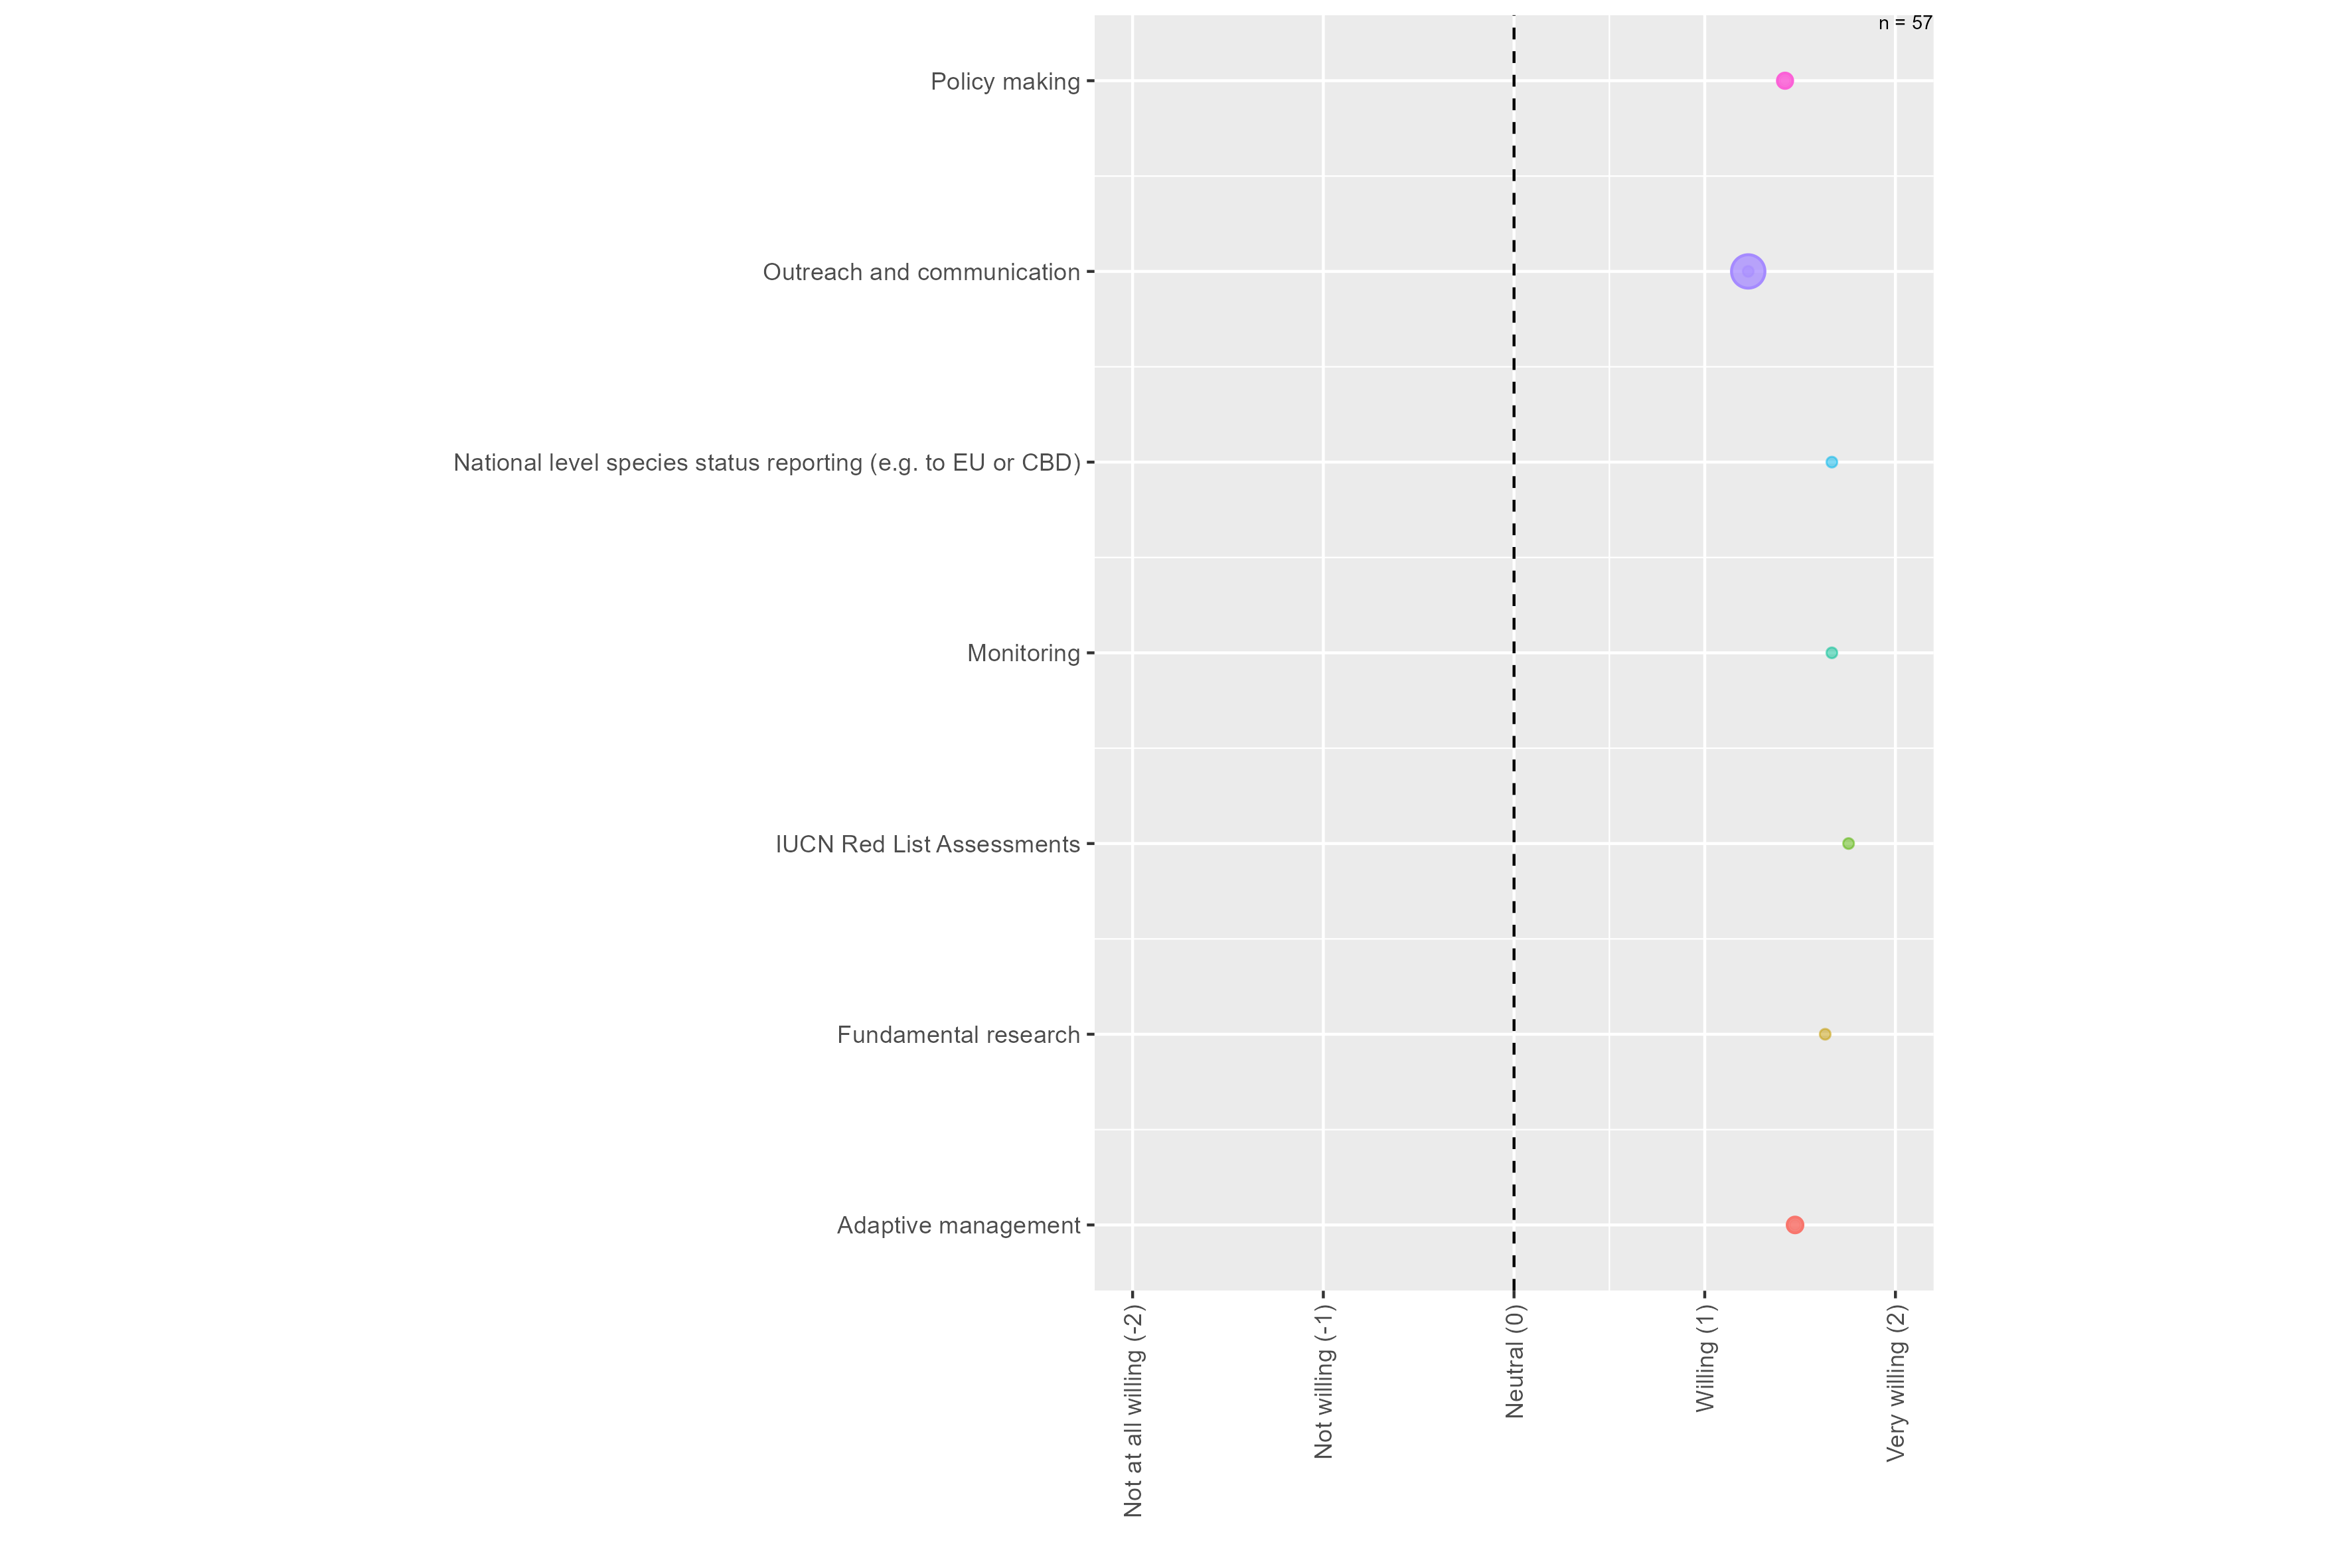 n = 57
Policy making
Outreach and communication
National level species status reporting (e.g. to EU or CBD)
Monitoring
IUCN Red List Assessments
Fundamental research
Adaptive management
Not at all willing (-2)
Not willing (-1)
Neutral (0)
Willing (1)
Very willing (2)